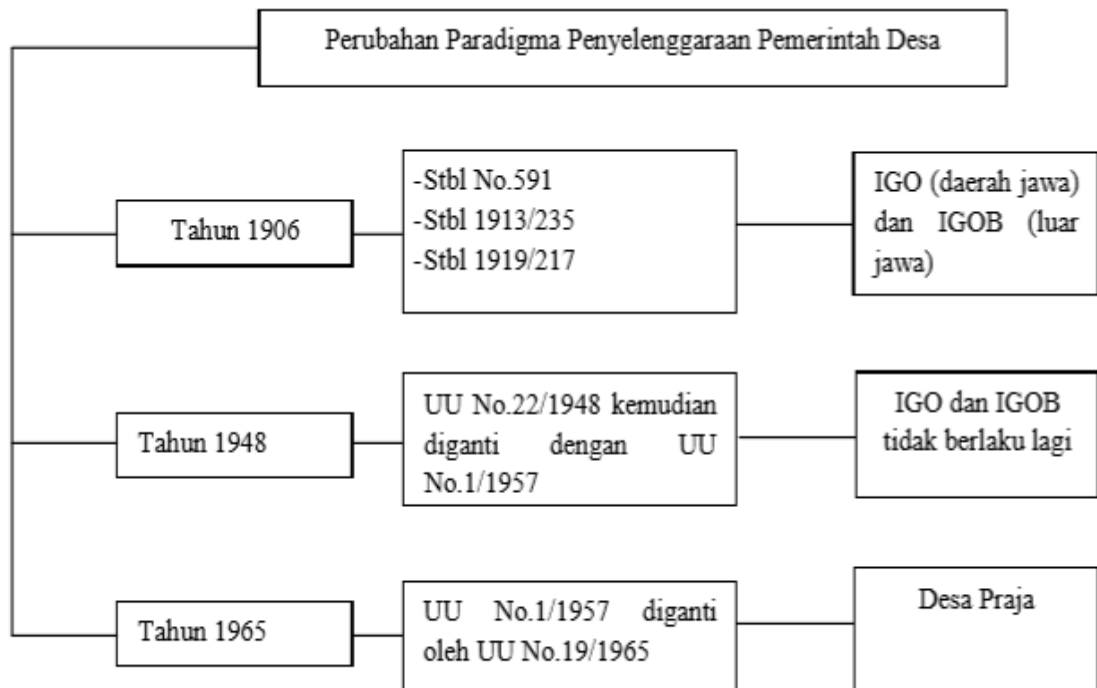 Perubahan Paradigma Penyelenggaraan Pemerintah Desa
Tahun 1906
-Stbl No.591
-Stbl 1913/235
-Stbl 1919/217
IGO (daerah jawa)
dan IGOB (luar
jawa)
Tahun 1948
UU No.22/1948 kemudian
diganti dengan UU
No.1/1957
IGO dan IGOB
tidak berlaku lagi
Tahun 1965
UU No.1/1957 diganti
oleh UU No.19/1965
Desa Praja